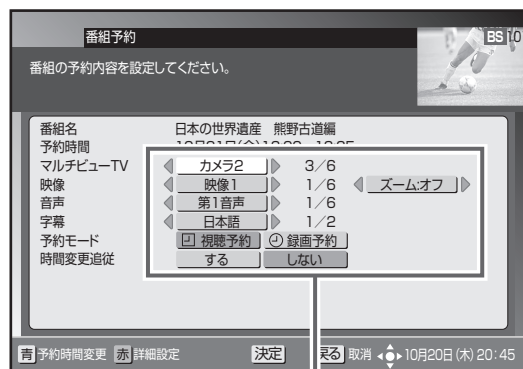 番組予約
BS 10
番組の予約内容を設定してください。
番組名 日本の世界遺産 熊野古道編
予約時間
マルチビューTV カメラ2 3/6
映像 映像1 1/6 ズーム:オフ
音声 第1音声 1/6
字幕 日本語 1/2
予約モード 視聴予約 録画予約
時間変更追従 する しない
青 予約時間変更 赤 詳細設定 決定 戻る 取消 10月20日(木)20:45